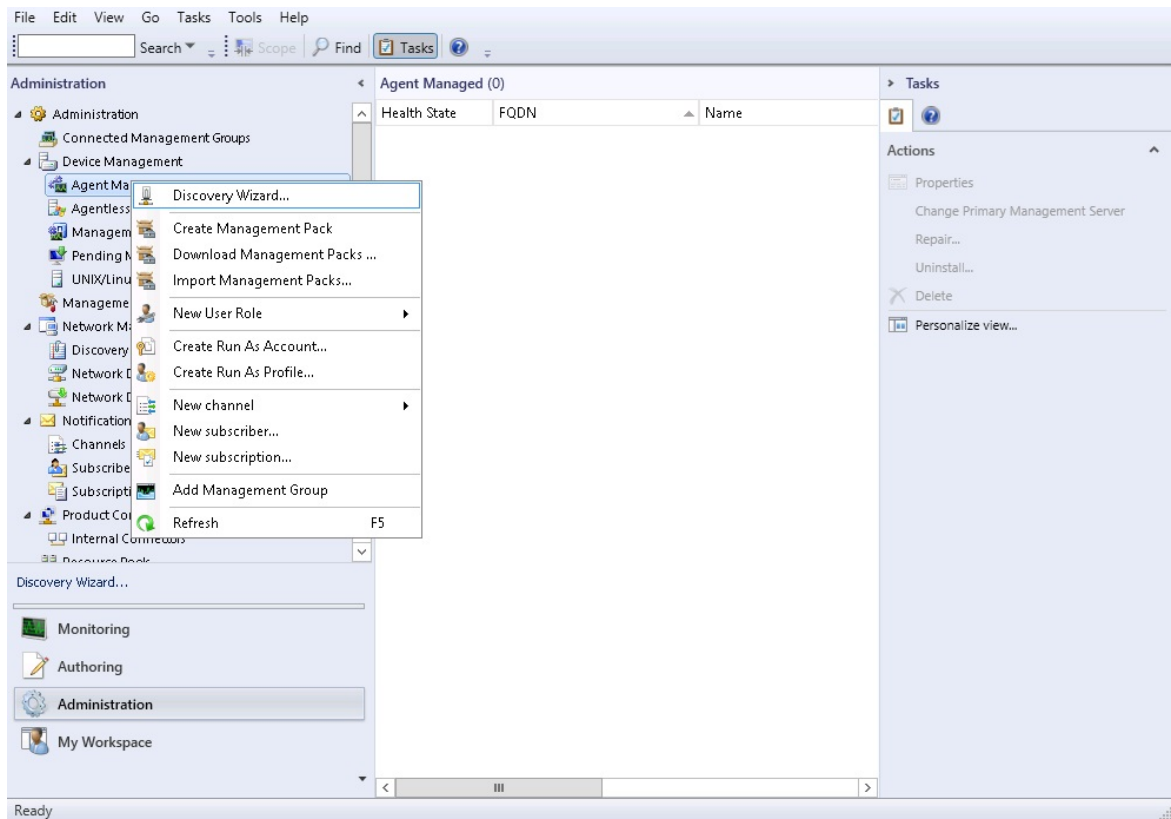 File Edit View Go Tasks Tools Help
Search Scope Find Tasks
Administration
Administration
Connected Management Groups
Device Management
Agent Ma
Agentless
Managem
Pending M
UNIX/Linu
Manageme
Network Ma
Discovery
Network D
Network D
Notification
Channels
Subscribe
Subscripti
Product Co
Internal Connectors
Discovery Wizard...
Create Management Pack
Download Management Packs ...
Import Management Packs...
New User Role
Create Run As Account...
Create Run As Profile...
New channel
New subscriber...
New subscription...
Add Management Group
Refresh F5
Discovery Wizard...
Monitoring
Authoring
Administration
My Workspace
Agent Managed (0)
Health State FQDN Name
Tasks
Actions
Properties
Change Primary Management Server
Repair...
Uninstall...
Delete
Personalize view...
Ready